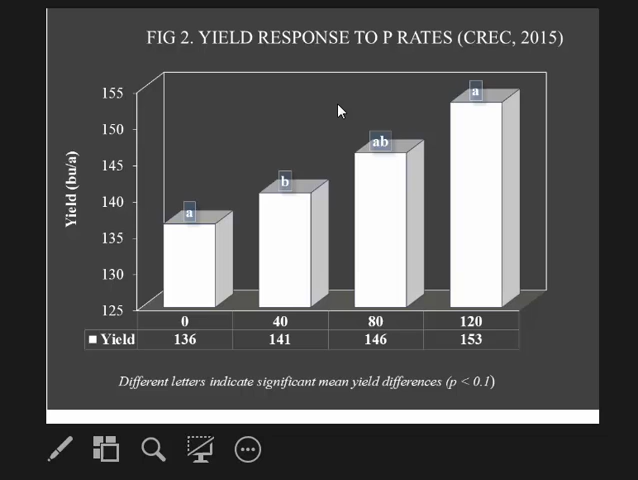 FIG 2. YIELD RESPONSE TO P RATES (CREC, 2015)
155
150
145
140
135
130
125
Yield (bu/a)
a
b
ab
a
0 40 80 120
Yield 136 141 146 153
Different letters indicate significant mean yield differences (p < 0.1)